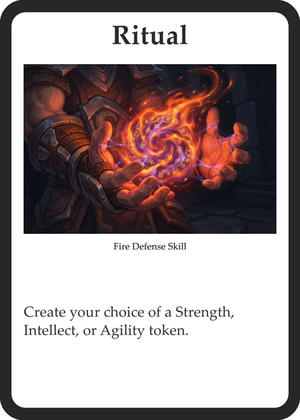 Ritual
Fire Defense Skill
Create your choice of a Strength,
Intellect, or Agility token.